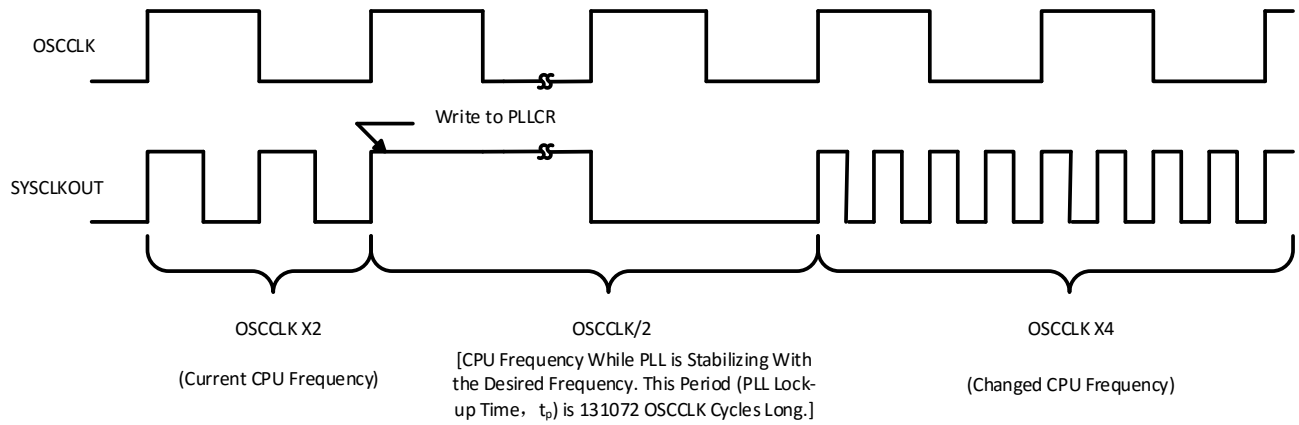 OSCCLK
Write to PLLCR
SYSCLKOUT
OSCCLK X2
(Current CPU Frequency)
OSCCLK/2
[CPU Frequency While PLL is Stabilizing With
the Desired Frequency. This Period (PLL Lock-
up Time，tp) is 131072 OSCCLK Cycles Long.]
OSCCLK X4
(Changed CPU Frequency)